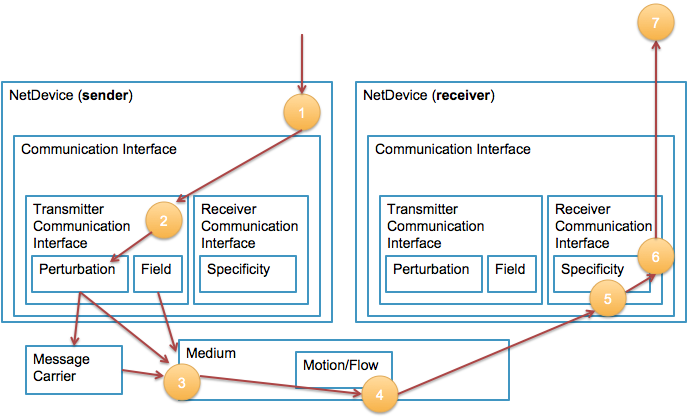 7
NetDevice (sender)
NetDevice (receiver)
1
Communication Interface
Communication Interface
Transmitter
Communication
Interface
2
Receiver
Communication
Interface
Transmitter
Communication
Interface
Receiver
Communication
Interface
6
Perturbation
Field
Specificity
Perturbation
Field
Specificity
5
Message
Carrier
Medium
Motion/Flow
3
4